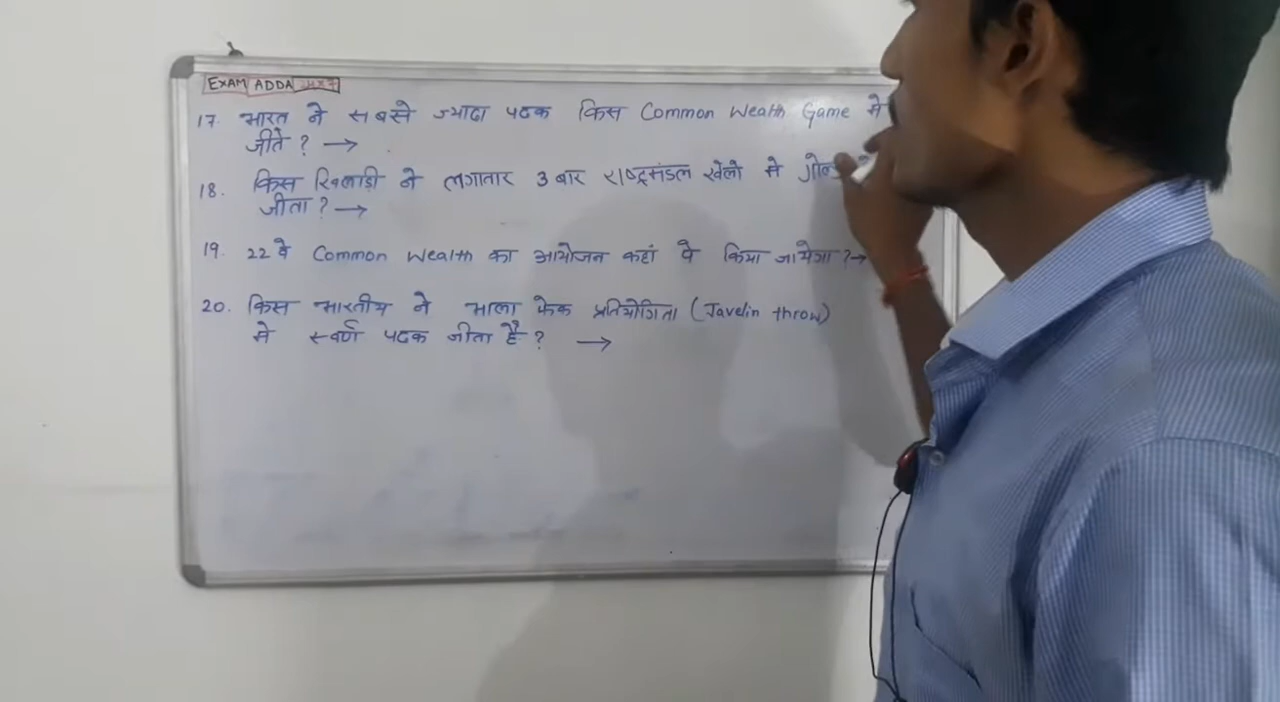 EXAM ADDA 24x7
17. भारत ने सबसे ज्यादा पदक किस Common Wealth Game मे
जीते ? →
18. किस खिलाडी ने लगातार 3 बार राष्ट्रमंडल खेलो मे
जीता ? →
19. 22 वे Common Wealth का आयोजन कहां पे किया जायेगा ? →
20. किस भारतीय ने भाला फेक प्रतियोगिता (Javelin throw)
मे स्वर्ण पदक जीता है ? →